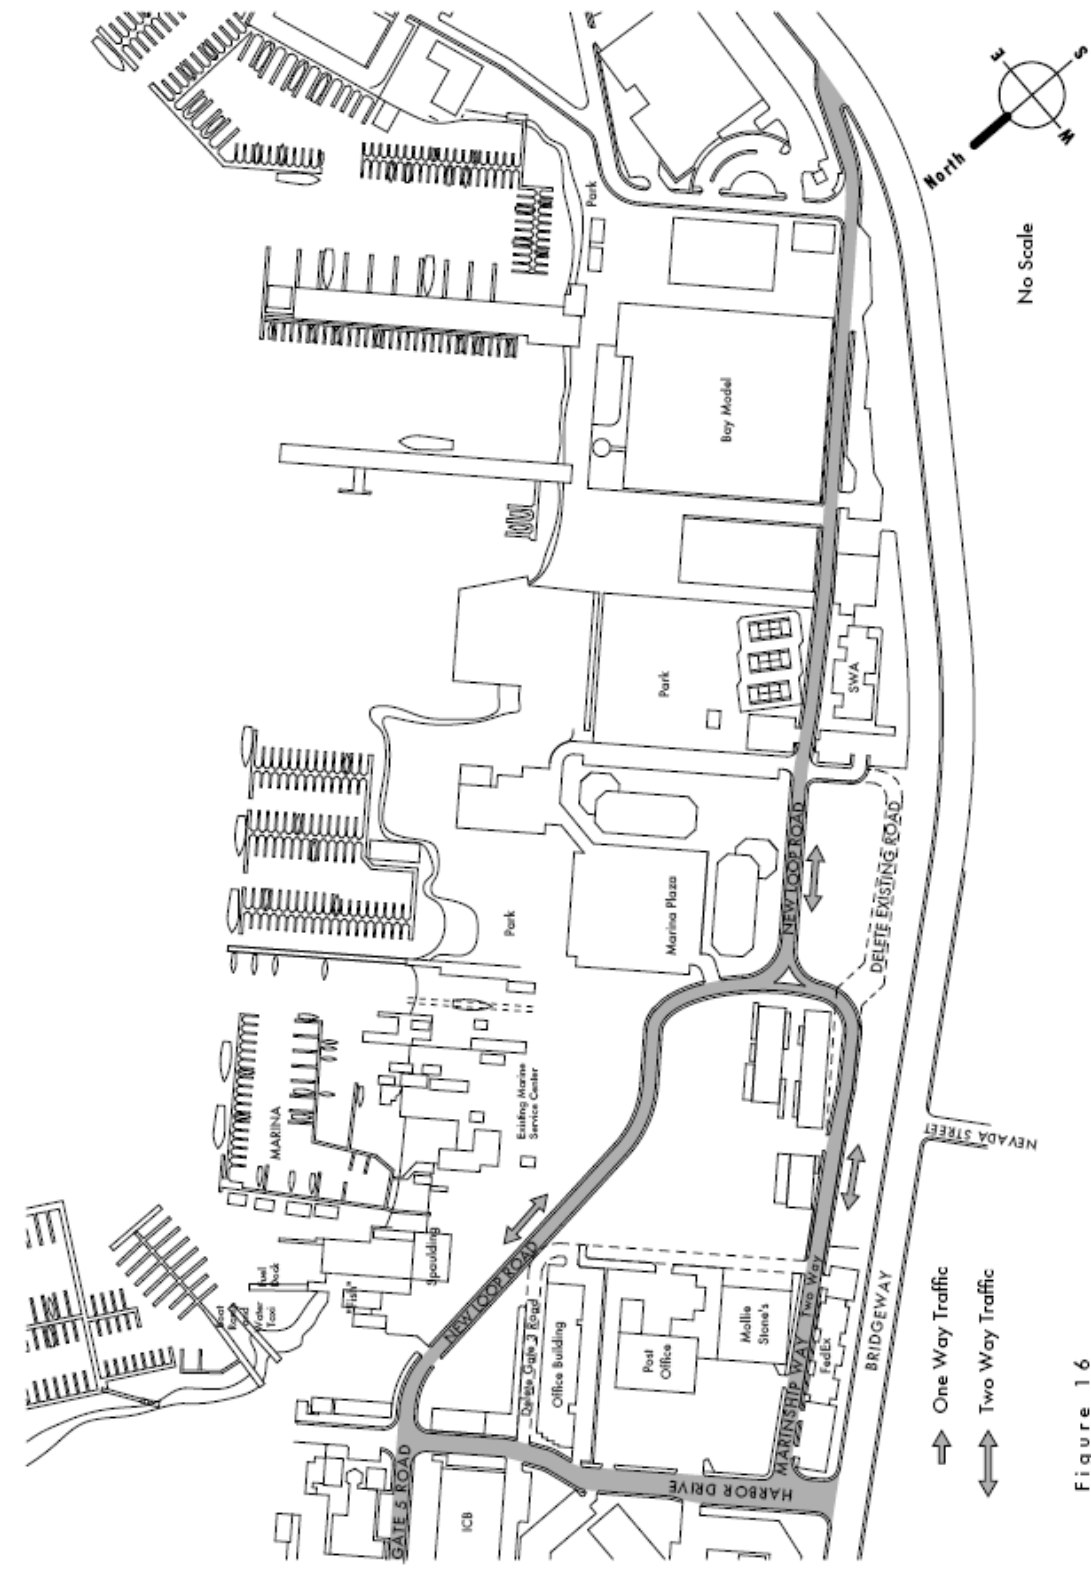 E
S
W
North
No Scale
Park
Bay Model
Park
SWA
NEW LOOP ROAD
DELETE EXISTING ROAD
Marina Plaza
Park
MARINA
Existing Marine
Service Center
NEVADA STREET
Spaulding
Fuel
Dock
Water
Taxi
"Fish"
NEW LOOP ROAD
Delete Gate 3 Road
Office Building
Post
Office
Mollie
Stone's
MARINSHIP WAY Two Way
FedEx
BRIDGEWAY
GATE 5 ROAD
ICB
HARBOR DRIVE
One Way Traffic
Two Way Traffic
Figure 16